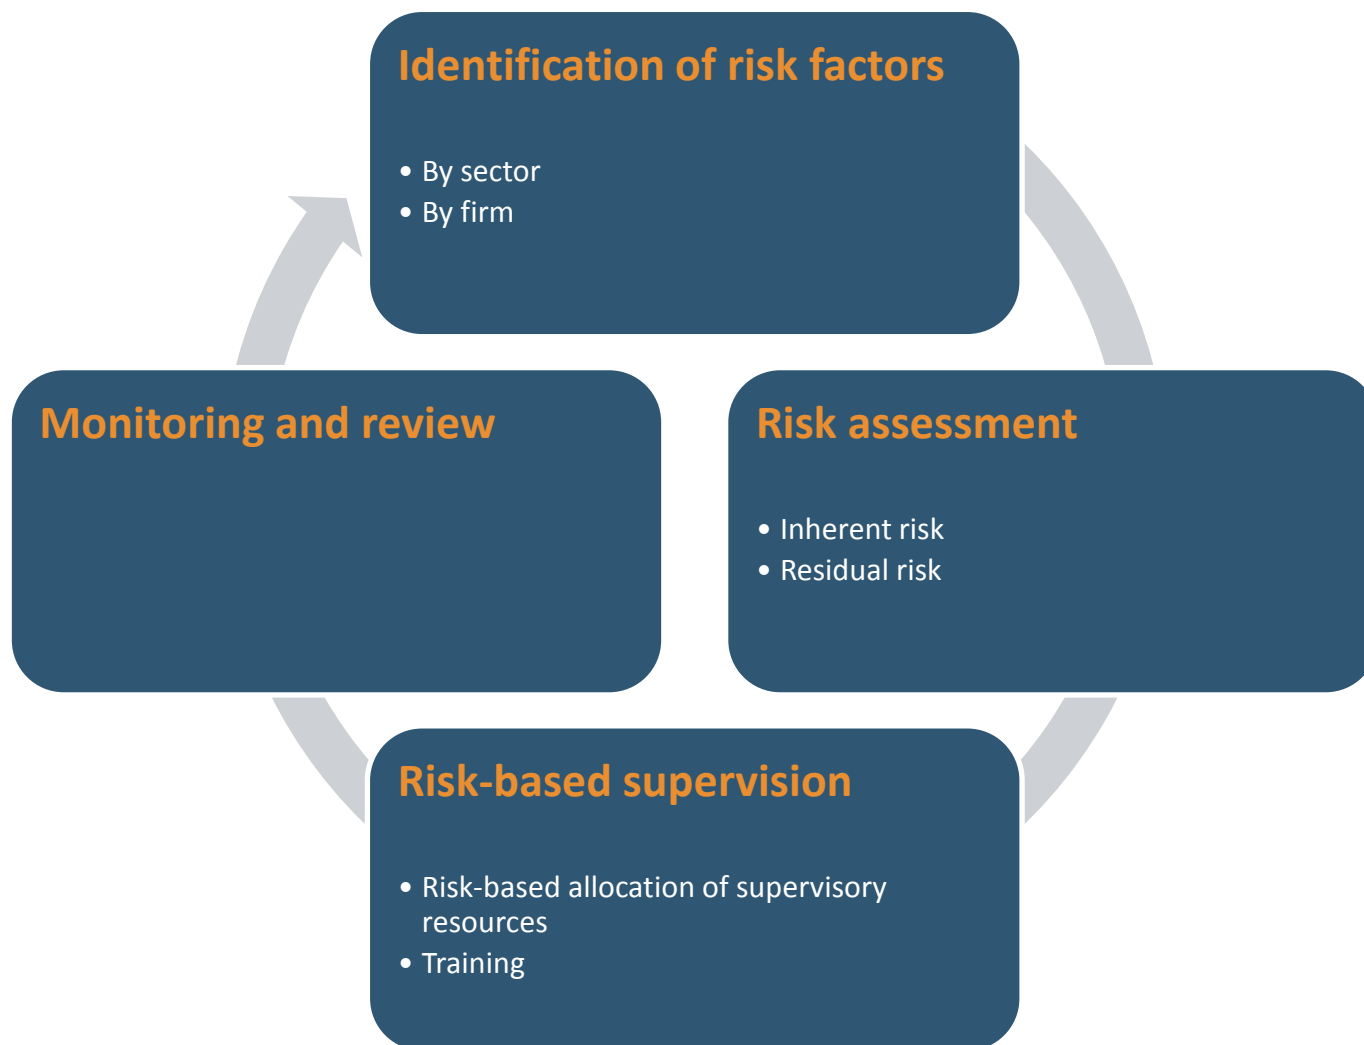 Identification of risk factors
• By sector
• By firm
Monitoring and review
Risk assessment
• Inherent risk
• Residual risk
Risk-based supervision
• Risk-based allocation of supervisory
resources
• Training